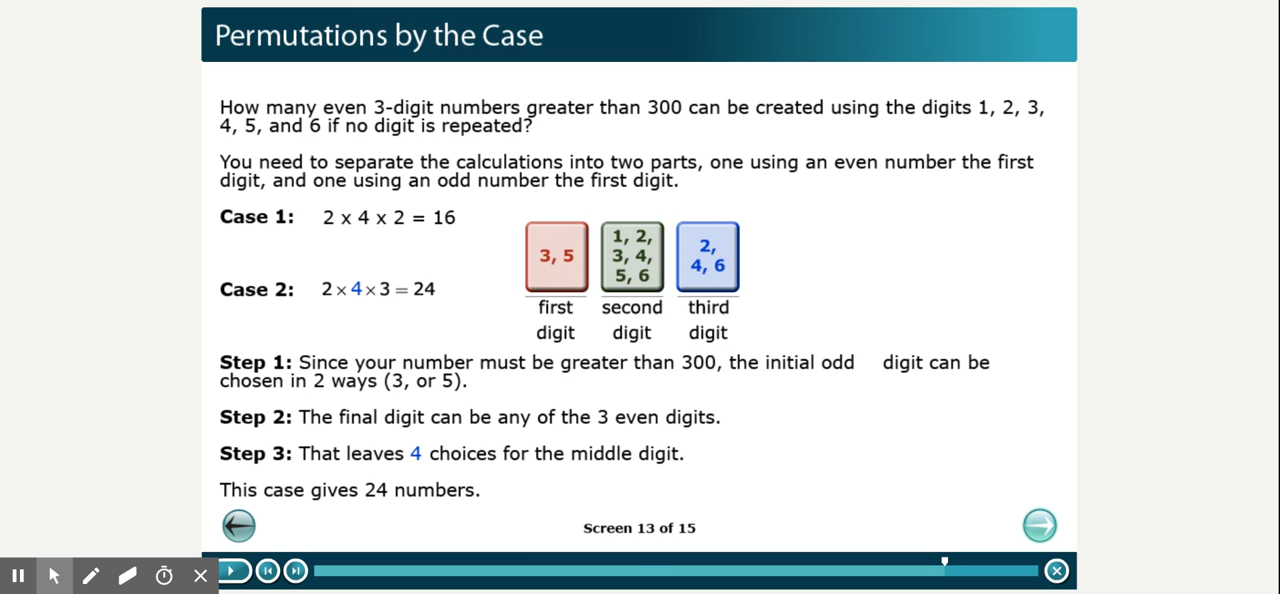 Permutations by the Case
How many even 3-digit numbers greater than 300 can be created using the digits 1, 2, 3,
4, 5, and 6 if no digit is repeated?
You need to separate the calculations into two parts, one using an even number the first
digit, and one using an odd number the first digit.
Case 1: 2 x 4 x 2 = 16
Case 2: 2 × 4 × 3 = 24
3, 5
1, 2,
3, 4,
5, 6
2,
4, 6
first
digit
second
digit
third
digit
Step 1: Since your number must be greater than 300, the initial odd digit can be
chosen in 2 ways (3, or 5).
Step 2: The final digit can be any of the 3 even digits.
Step 3: That leaves 4 choices for the middle digit.
This case gives 24 numbers.
Screen 13 of 15